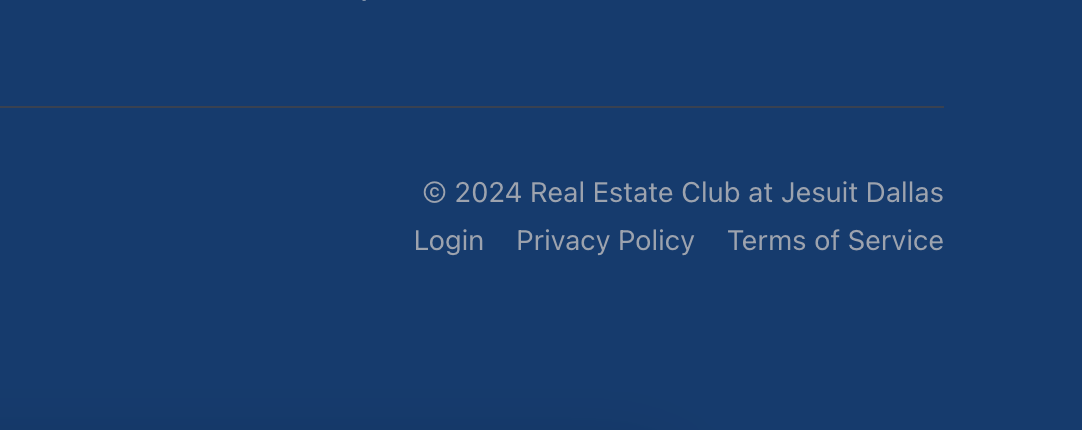 © 2024 Real Estate Club at Jesuit Dallas
Login Privacy Policy Terms of Service